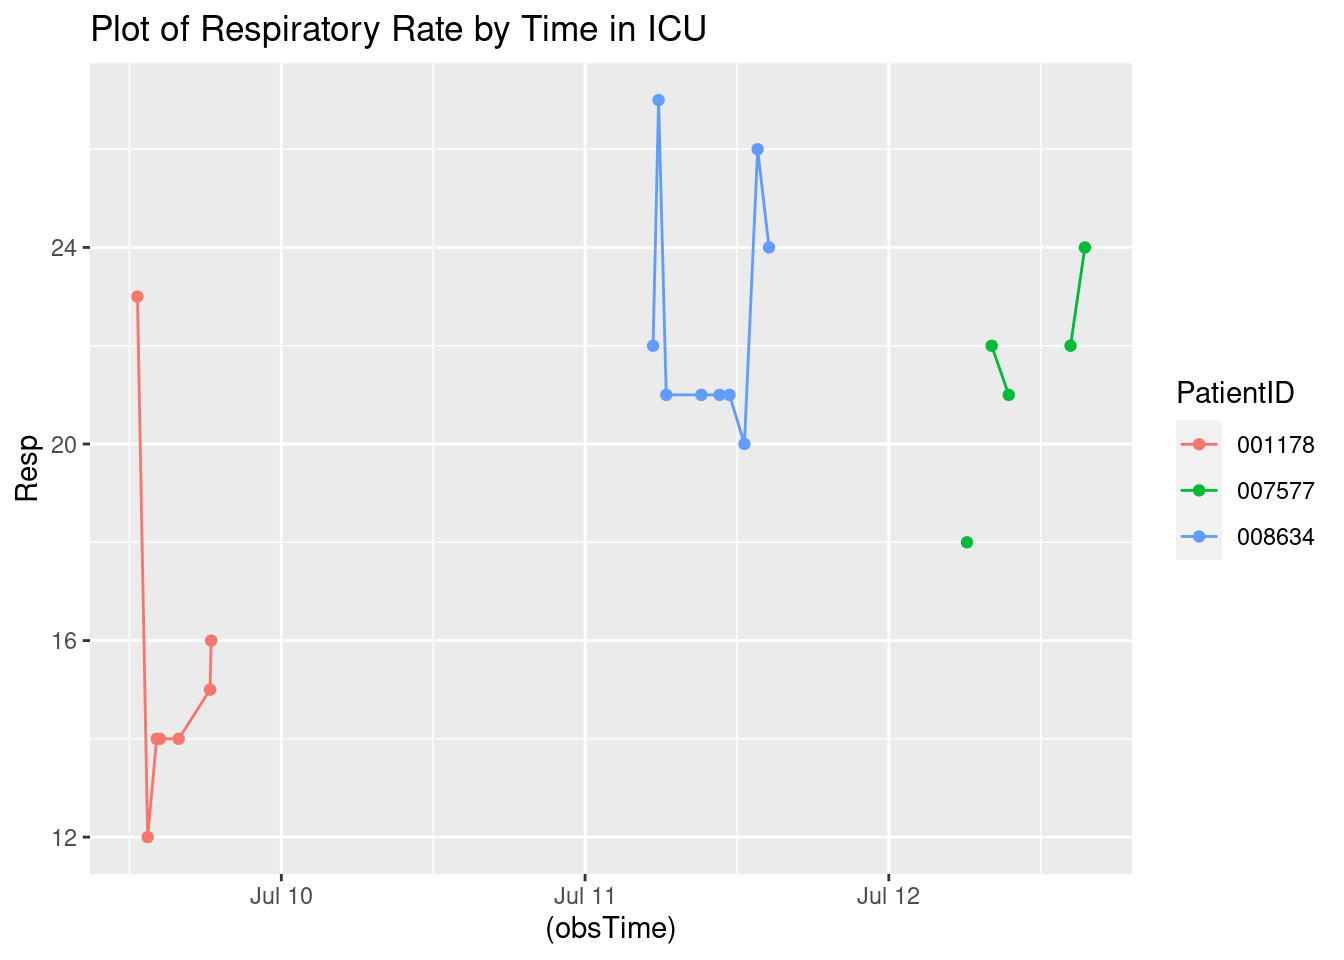 Plot of Respiratory Rate by Time in ICU
24
20
16
12
Resp
Jul 10
Jul 11
Jul 12
(obsTime)
PatientID
001178
007577
008634